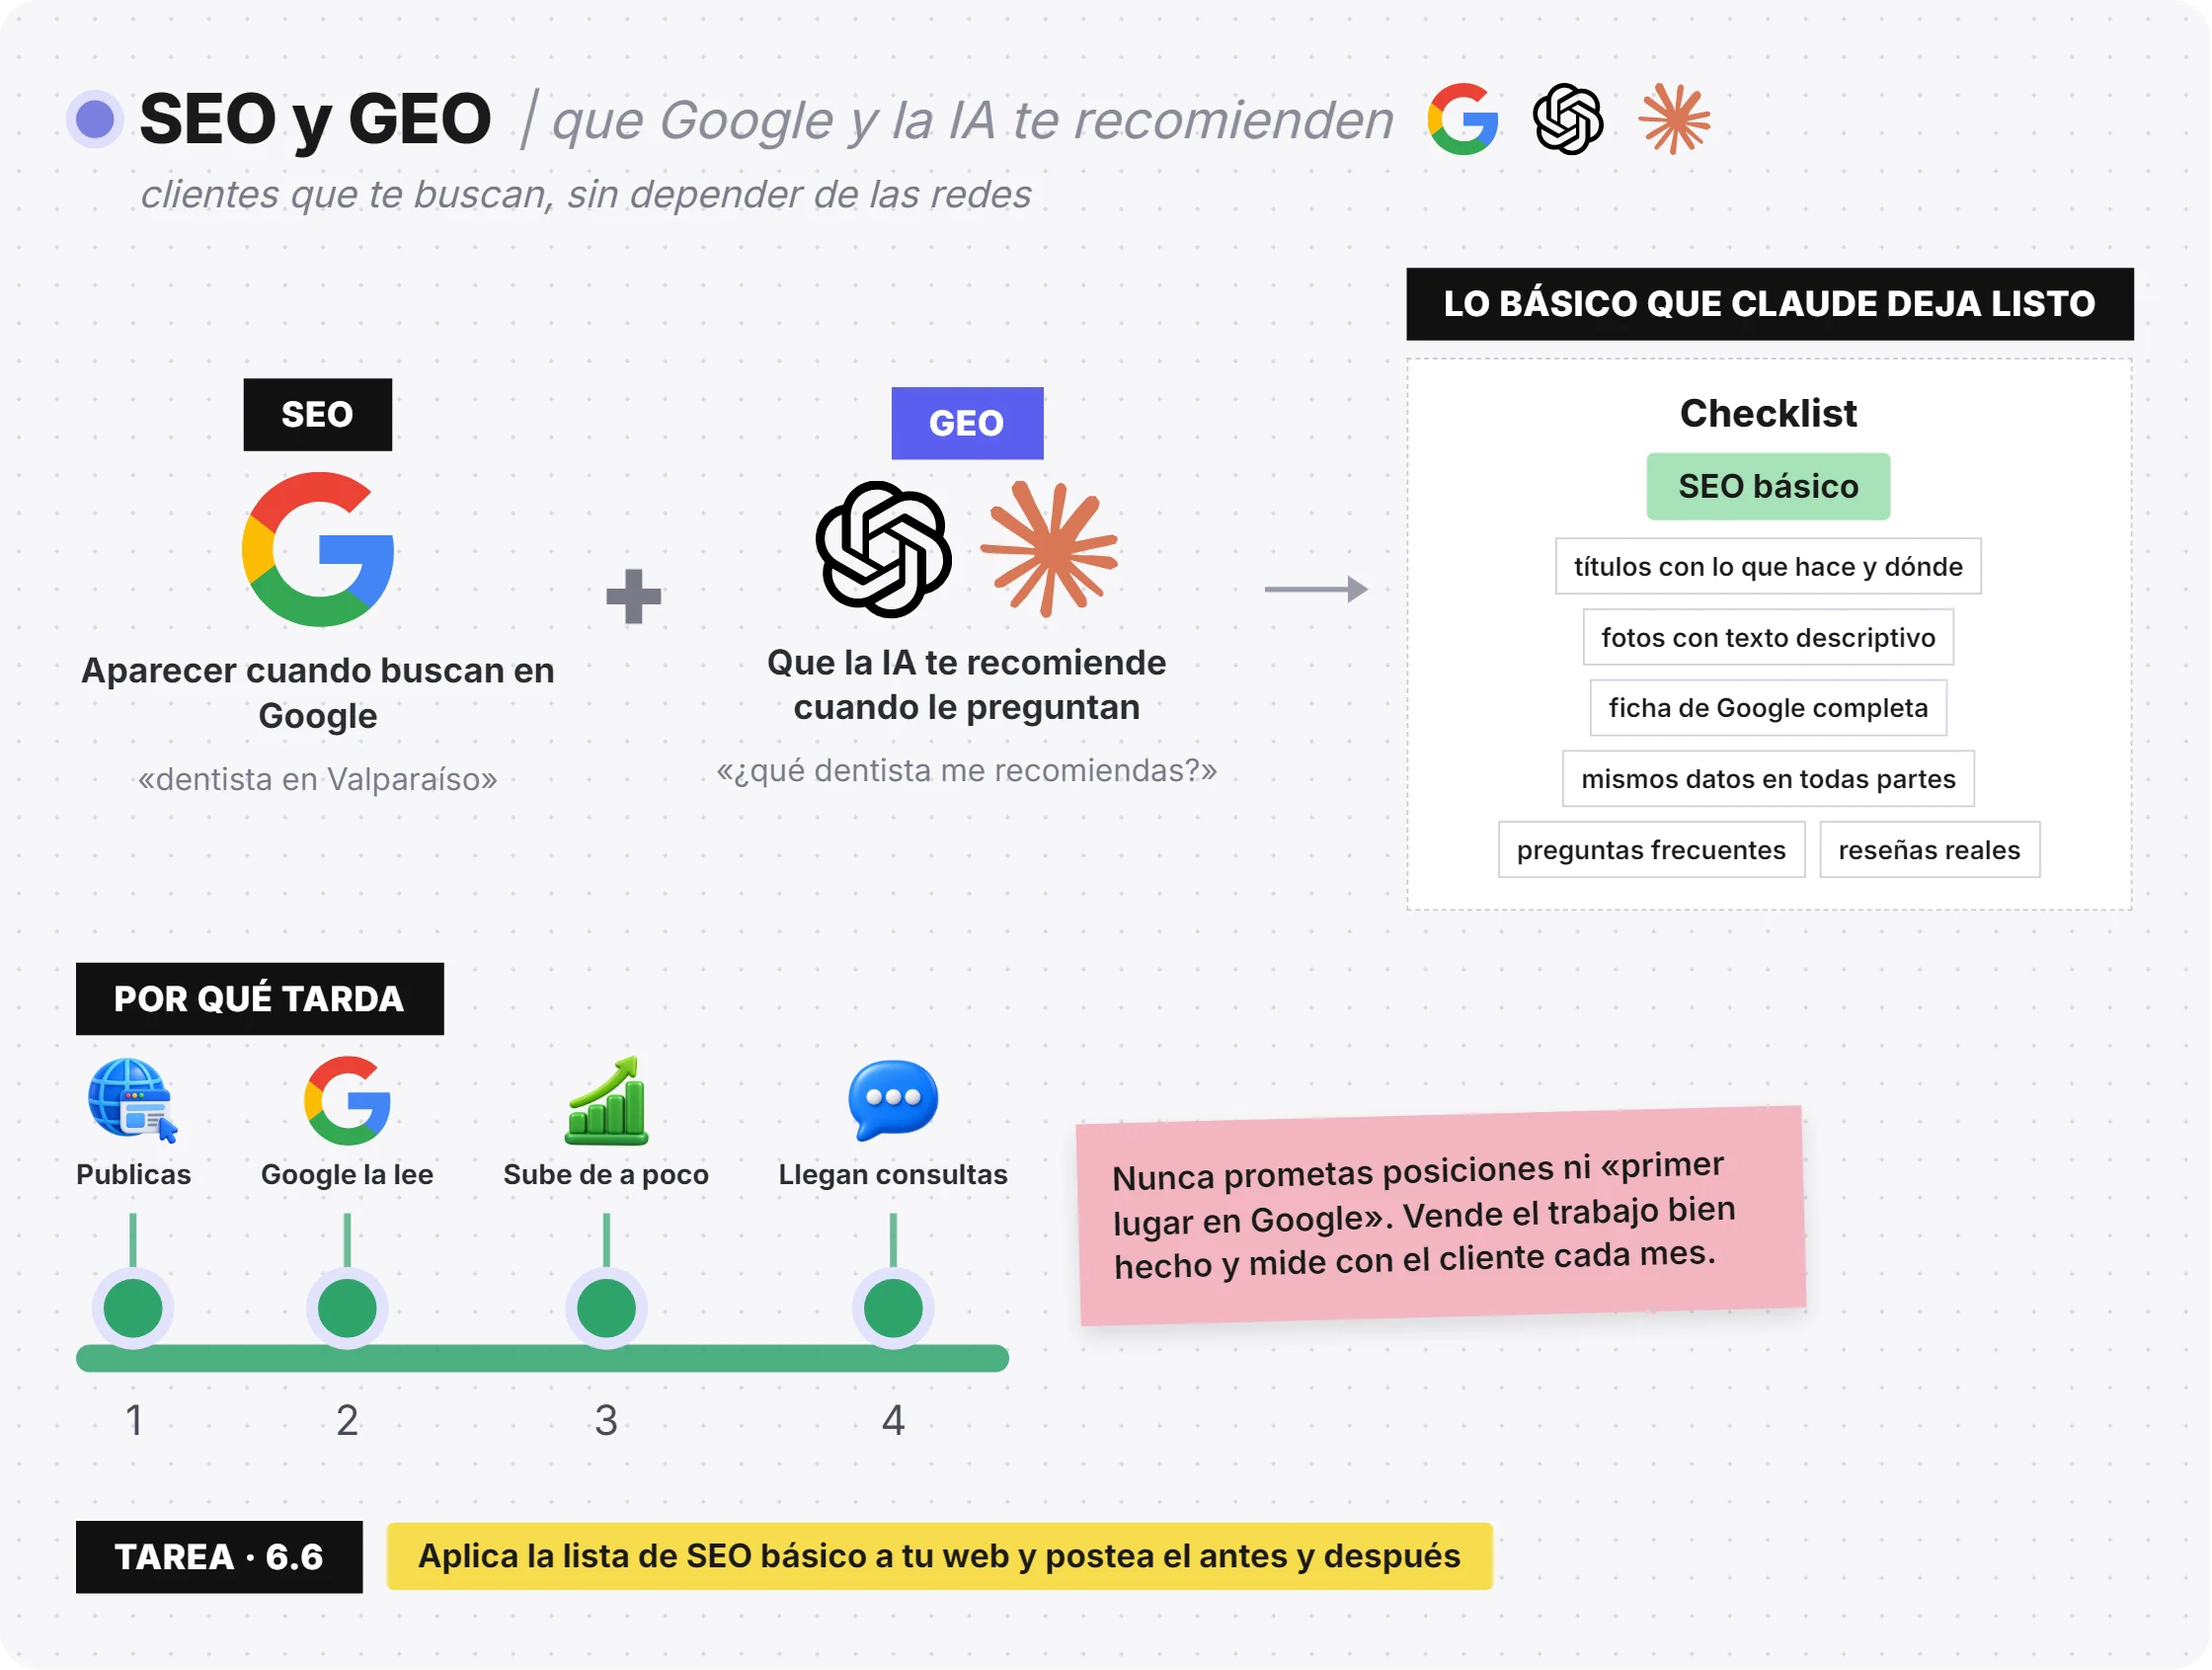 SEO y GEO | que Google y la IA te recomienden
clientes que te buscan, sin depender de las redes
SEO
Aparecer cuando buscan en
Google
«dentista en Valparaíso»
GEO
Que la IA te recomiende
cuando le preguntan
«¿qué dentista me recomiendas?»
LO BÁSICO QUE CLAUDE DEJA LISTO
Checklist
SEO básico
títulos con lo que hace y dónde
fotos con texto descriptivo
ficha de Google completa
mismos datos en todas partes
preguntas frecuentes
reseñas reales
POR QUÉ TARDA
Publicas
Google la lee
Sube de a poco
Llegan consultas
1
2
3
4
Nunca prometas posiciones ni «primer
lugar en Google». Vende el trabajo bien
hecho y mide con el cliente cada mes.
TAREA · 6.6
Aplica la lista de SEO básico a tu web y postea el antes y después